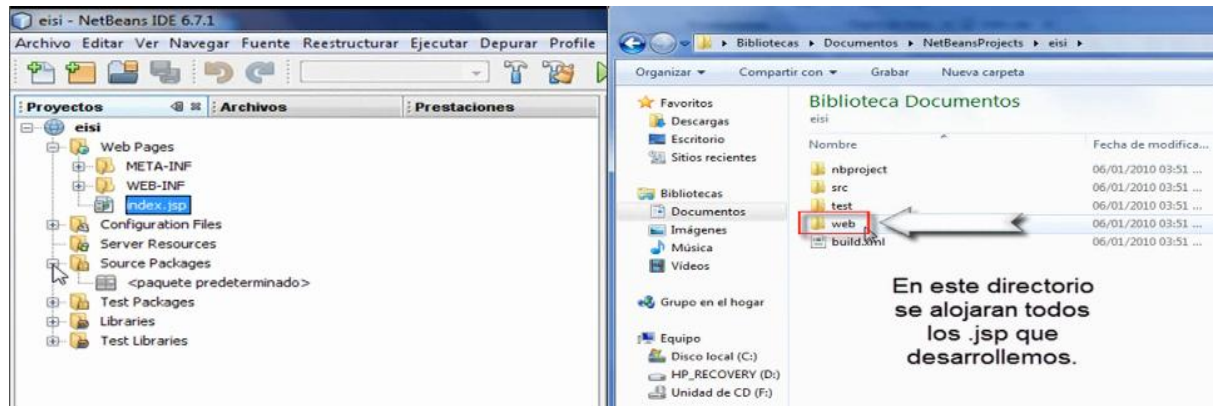 eisi - NetBeans IDE 6.7.1
Archivo Editar Ver Navegar Fuente Reestructurar Ejecutar Depurar Profile
Proyectos
Archivos
Prestaciones
eisi
Web Pages
META-INF
WEB-INF
index.jsp
Configuration Files
Server Resources
Source Packages
<paquete predeterminado>
Test Packages
Libraries
Test Libraries
Bibliotecas Documentos NetBeansProjects eisi
Organizar Compartir con Grabar Nueva carpeta
Favoritos
Descargas
Escritorio
Sitios recientes
Bibliotecas
Documentos
Imágenes
Música
Vídeos
Grupo en el hogar
Equipo
Disco local (C:)
HP_RECOVERY (D:)
Unidad de CD (F:)
Biblioteca Documentos
eisi
Nombre Fecha de modifica...
nbproject 06/01/2010 03:51 ...
src 06/01/2010 03:51 ...
test 06/01/2010 03:51 ...
web 06/01/2010 03:51 ...
build.xml 06/01/2010 03:51 ...
En este directorio
se alojaran todos
los .jsp que
desarrollemos.